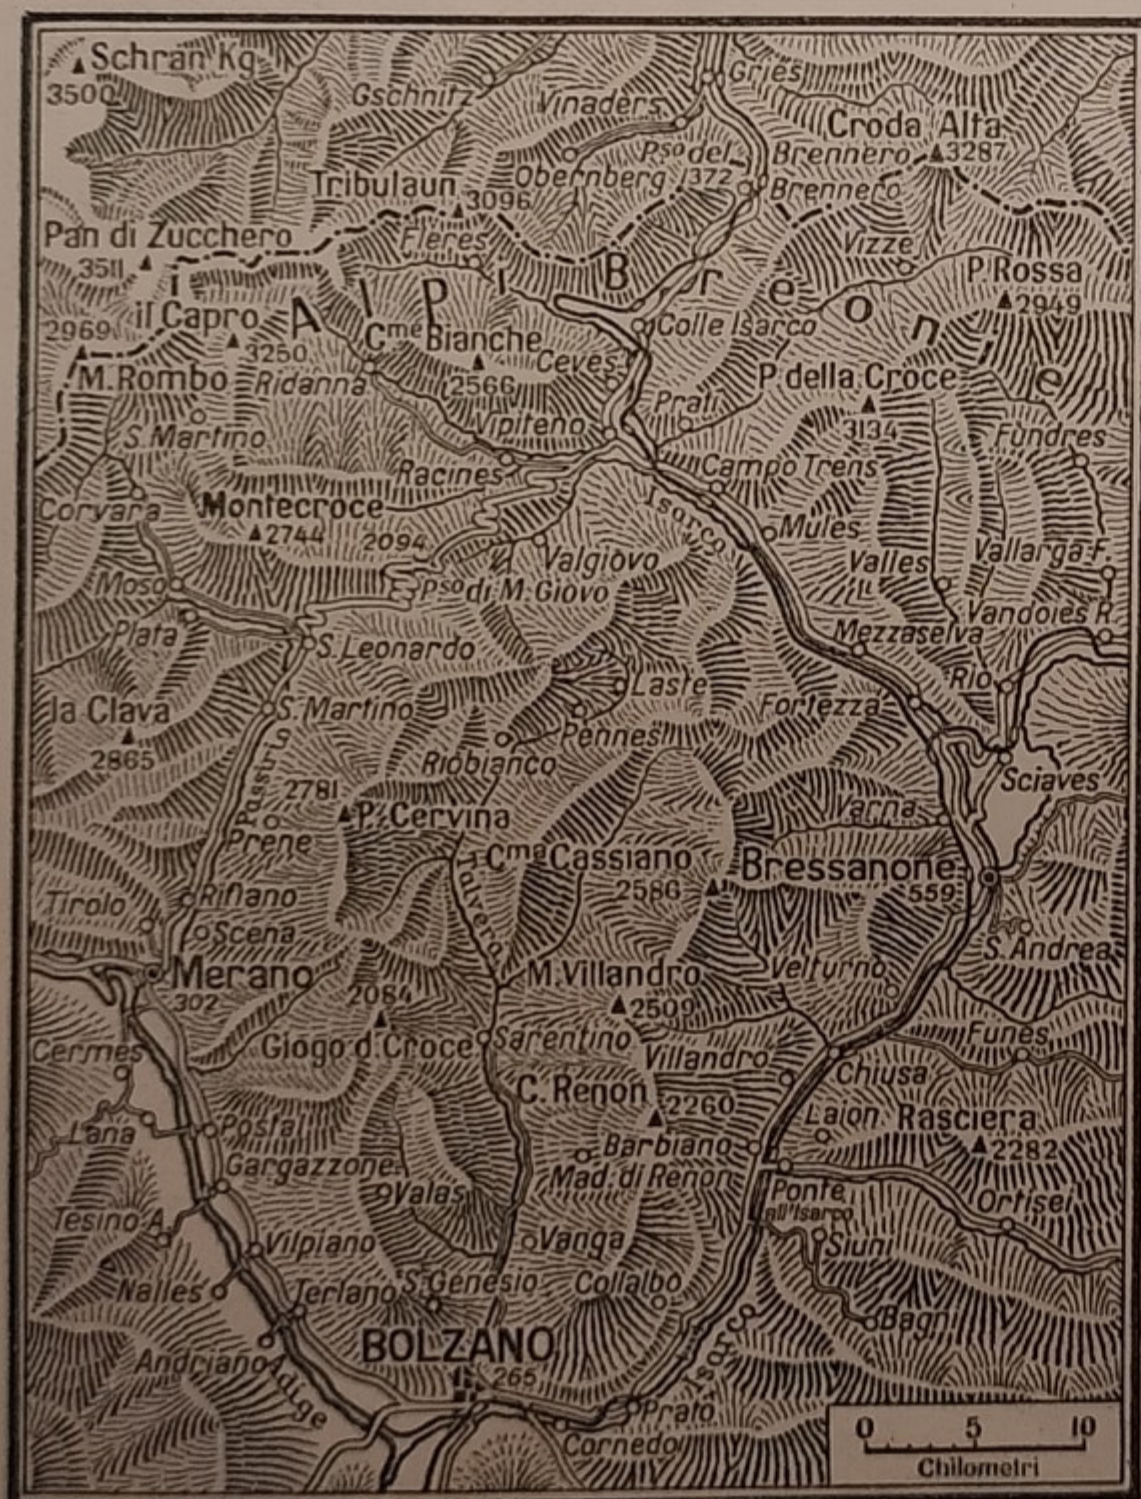 Schran Kg.
3500
Gschnitz
Vinaders
Gries
Croda Alta
3287
Pso del Brennero
1372
Brennero
Obernberg
Tribulaun
3096
Fleres
Pan di Zucchero
3511
Vizze
P. Rossa
2949
Alpi Breonie
il Capro
3250
2969
M. Rombo
Cme Bianche
2566
Colle Isarco
Ceves
Ridanna
P. della Croce
3134
Prati
S. Martino
Vipiteno
Fundres
Racines
Campo Trens
Isarco
Corvara
Montecroce
2744
2094
Mules
Valgiovo
Valles
Vallarga F.
Moso
Pso di M. Giovo
Vandoies
Plata
S. Leonardo
Mezzaselva
Laste
Rio
la Clava
2865
S. Martino
Fortezza
Pennes
Riobianco
Sciaves
Passirio
2781
P. Cervina
Varna
Prene
Cma Cassiano
2586
Bressanone
559
Talvera
Tirolo
Rifiano
Scena
S. Andrea
Merano
302
M. Villandro
2509
Velturno
2084
Giogo d. Croce
Sarentino
Villandro
Funes
Cermes
Chiusa
C. Renon
2260
Laion
Rasciera
2282
Lana
Postal
Barbiano
Gargazzone
Mad. di Renon
Valas
Ponte all'Isarco
Ortisei
Tesino A.
Vilpiano
Vanga
Siusi
Nalles
Terlano
S. Genesio
Collalbo
Bagni
BOLZANO
265
Andriano
Adige
Isarco
Prato
Cornedo
0 5 10
Chilometri